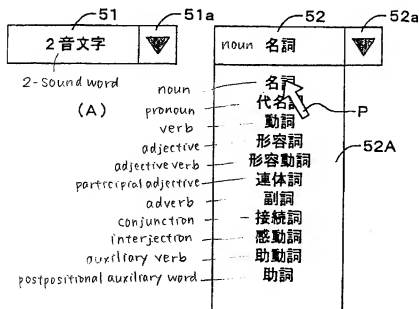 51 51a 52 52a
2音文字 noun 名詞
2-Sound word
(A)
noun 名詞
pronoun 代名詞 P
verb 動詞
adjective 形容詞 52A
adjective verb 形容動詞
participial adjective 連体詞
adverb 副詞
conjunction 接続詞
interjection 感動詞
auxiliary verb 助動詞
postpositional auxiliary word 助詞